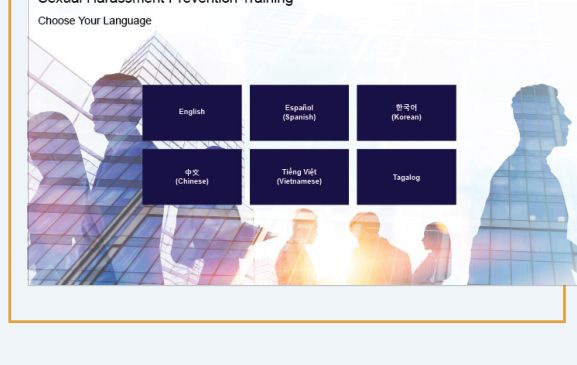 Sexual Harassment Prevention Training
Choose Your Language
English
Español
(Spanish)
한국어
(Korean)
中文
(Chinese)
Tiếng Việt
(Vietnamese)
Tagalog